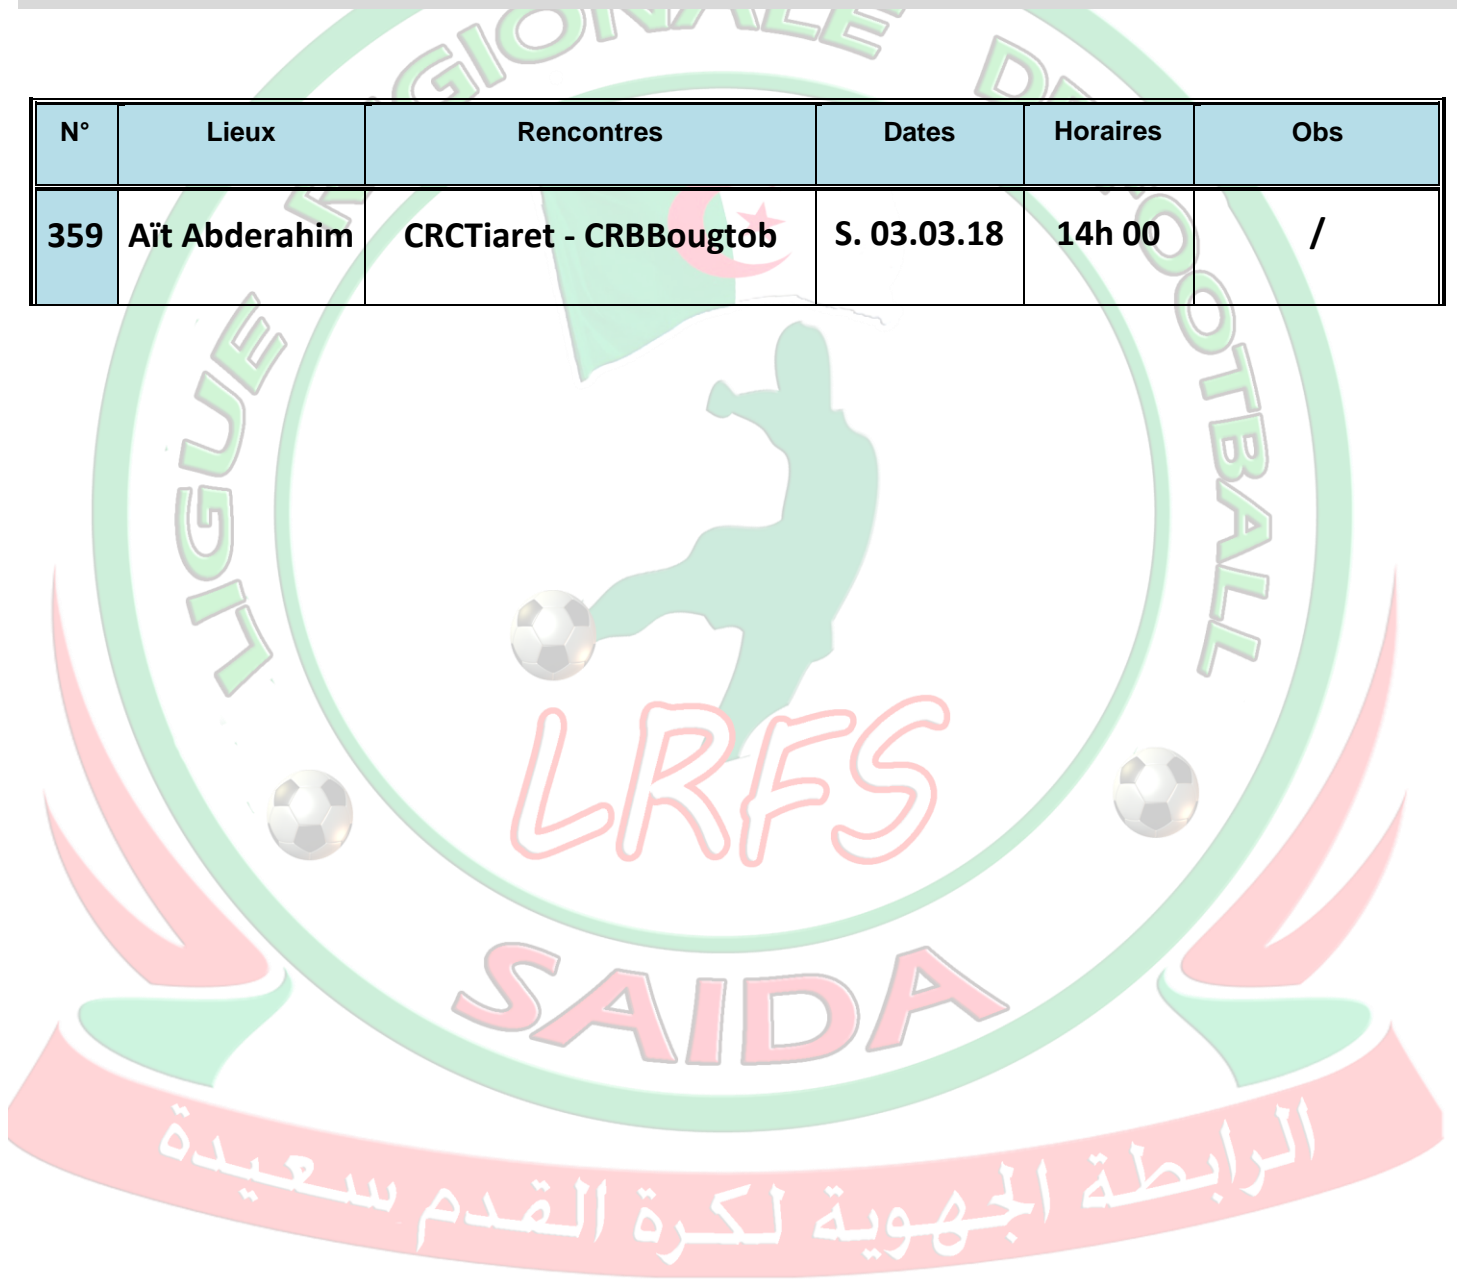 LIGUE REGIONALE DE FOOTBALL
N° Lieux Rencontres Dates Horaires Obs
359 Aït Abderahim CRCTiaret - CRBBougtob S. 03.03.18 14h 00 /
LRFS
SAIDA
الرابطة الجهوية لكرة القدم سعيدة